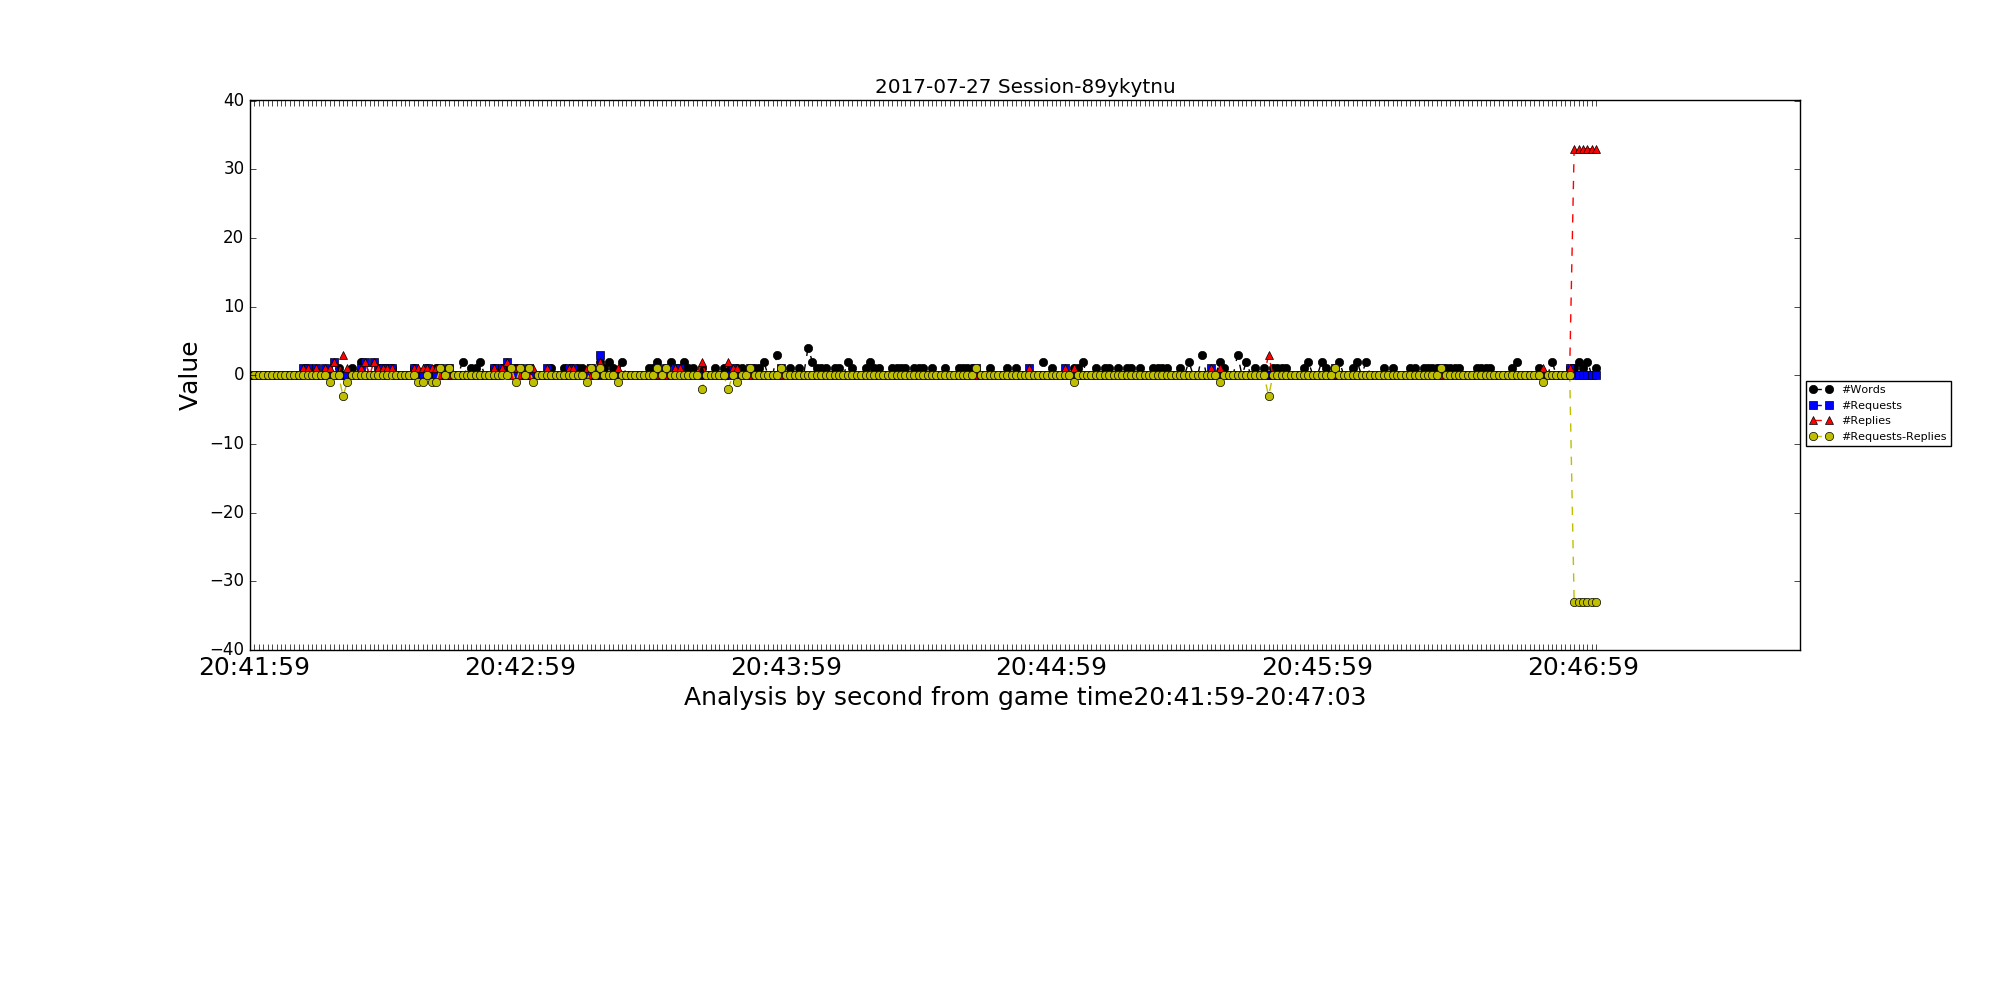 2017-07-27 Session-89ykytnu
40
30
20
10
0
−10
−20
−30
−40
Value
20:41:59 20:42:59 20:43:59 20:44:59 20:45:59 20:46:59
Analysis by second from game time20:41:59-20:47:03
#Words
#Requests
#Replies
#Requests-Replies